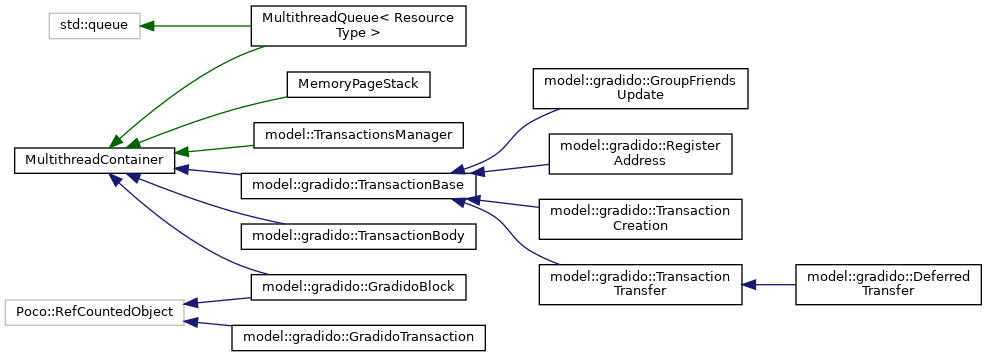 std::queue
MultithreadQueue< Resource
Type >
MemoryPageStack
model::TransactionsManager
MultithreadContainer
model::gradido::TransactionBase
model::gradido::TransactionBody
model::gradido::GradidoBlock
Poco::RefCountedObject
model::gradido::GradidoTransaction
model::gradido::GroupFriends
Update
model::gradido::Register
Address
model::gradido::Transaction
Creation
model::gradido::Transaction
Transfer
model::gradido::Deferred
Transfer